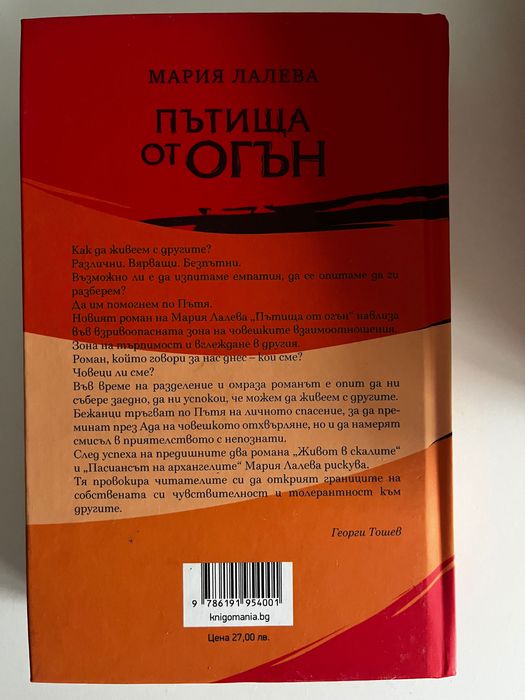 МАРИЯ ЛАЛЕВА
ПЪТИЩА
ОТ ОГЪН
Как да живеем с другите?
Различни. Вярващи. Безпътни.
Възможно ли е да изпитаме емпатия, да се опитаме да ги
разберем?
Да им помогнем по Пътя.
Новият роман на Мария Лалева „Пътища от огън“ навлиза
във взривоопасната зона на човешките взаимоотношения.
Зона на търпимост и вглеждане в другия.
Роман, който говори за нас днес – кои сме?
Човеци ли сме?
Във време на разделение и омраза романът е опит да ни
събере заедно, да ни успокои, че можем да живеем с другите.
Бежанци тръгват по Пътя на личното спасение, за да пре-
минат през Ада на човешкото отхвърляне, но и да намерят
смисъл в приятелството с непознати.
След успеха на предишните два романа „Живот в скалите“
и „Пасиансът на архангелите“ Мария Лалева рискува.
Тя провокира читателите си да открият границите на
собствената си чувствителност и толерантност към
другите.
Георги Тошев
9 786191 954001
knigomania.bg
Цена 27,00 лв.